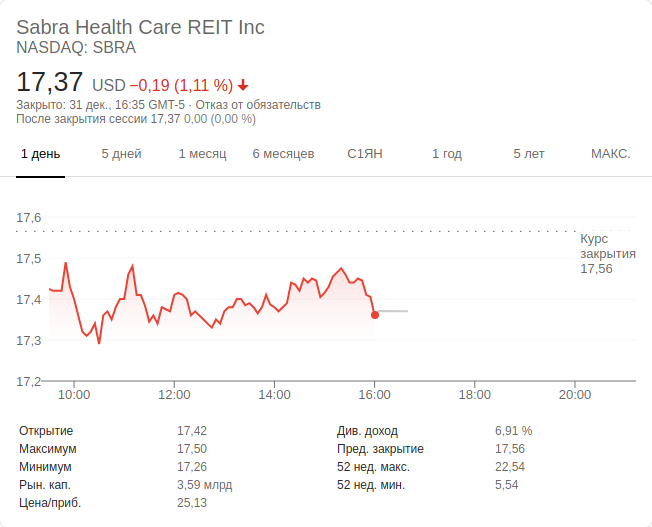 Sabra Health Care REIT Inc
NASDAQ: SBRA
17,37 USD −0,19 (1,11 %)
Закрыто: 31 дек., 16:35 GMT-5 · Отказ от обязательств
После закрытия сессии 17,37 0,00 (0,00 %)
1 день 5 дней 1 месяц 6 месяцев С1ЯН 1 год 5 лет МАКС.
17,6
Курс
закрытия
17,56
17,5
17,4
17,3
17,2
10:00 12:00 14:00 16:00 18:00 20:00
Открытие 17,42 Див. доход 6,91 %
Максимум 17,50 Пред. закрытие 17,56
Минимум 17,26 52 нед. макс. 22,54
Рын. кап. 3,59 млрд 52 нед. мин. 5,54
Цена/приб. 25,13